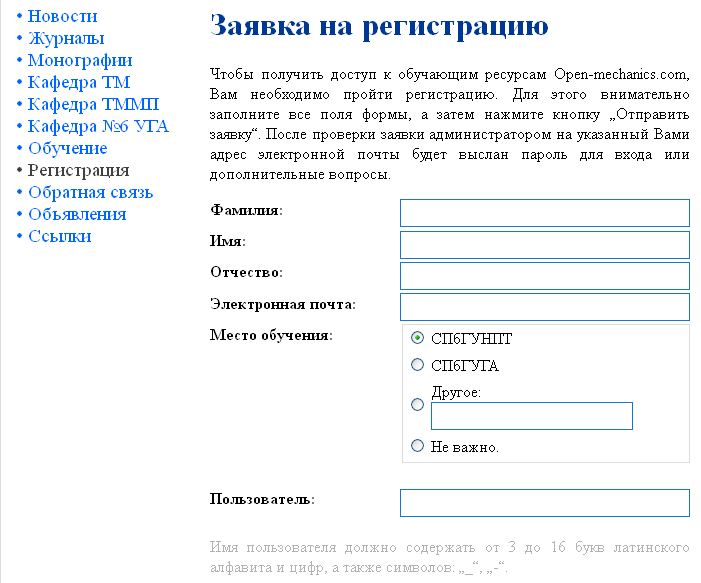 • Новости
• Журналы
• Монографии
• Кафедра ТМ
• Кафедра ТММП
• Кафедра №6 УГА
• Обучение
• Регистрация
• Обратная связь
• Объявления
• Ссылки
Заявка на регистрацию
Чтобы получить доступ к обучающим ресурсам Open-mechanics.com,
Вам необходимо пройти регистрацию. Для этого внимательно
заполните все поля формы, а затем нажмите кнопку „Отправить
заявку“. После проверки заявки администратором на указанный Вами
адрес электронной почты будет выслан пароль для входа или
дополнительные вопросы.
Фамилия:
Имя:
Отчество:
Электронная почта:
Место обучения:
СПбГУНПТ
СПбГУГА
Другое:
Не важно.
Пользователь:
Имя пользователя должно содержать от 3 до 16 букв латинского
алфавита и цифр, а также символов: „_“, „-“.